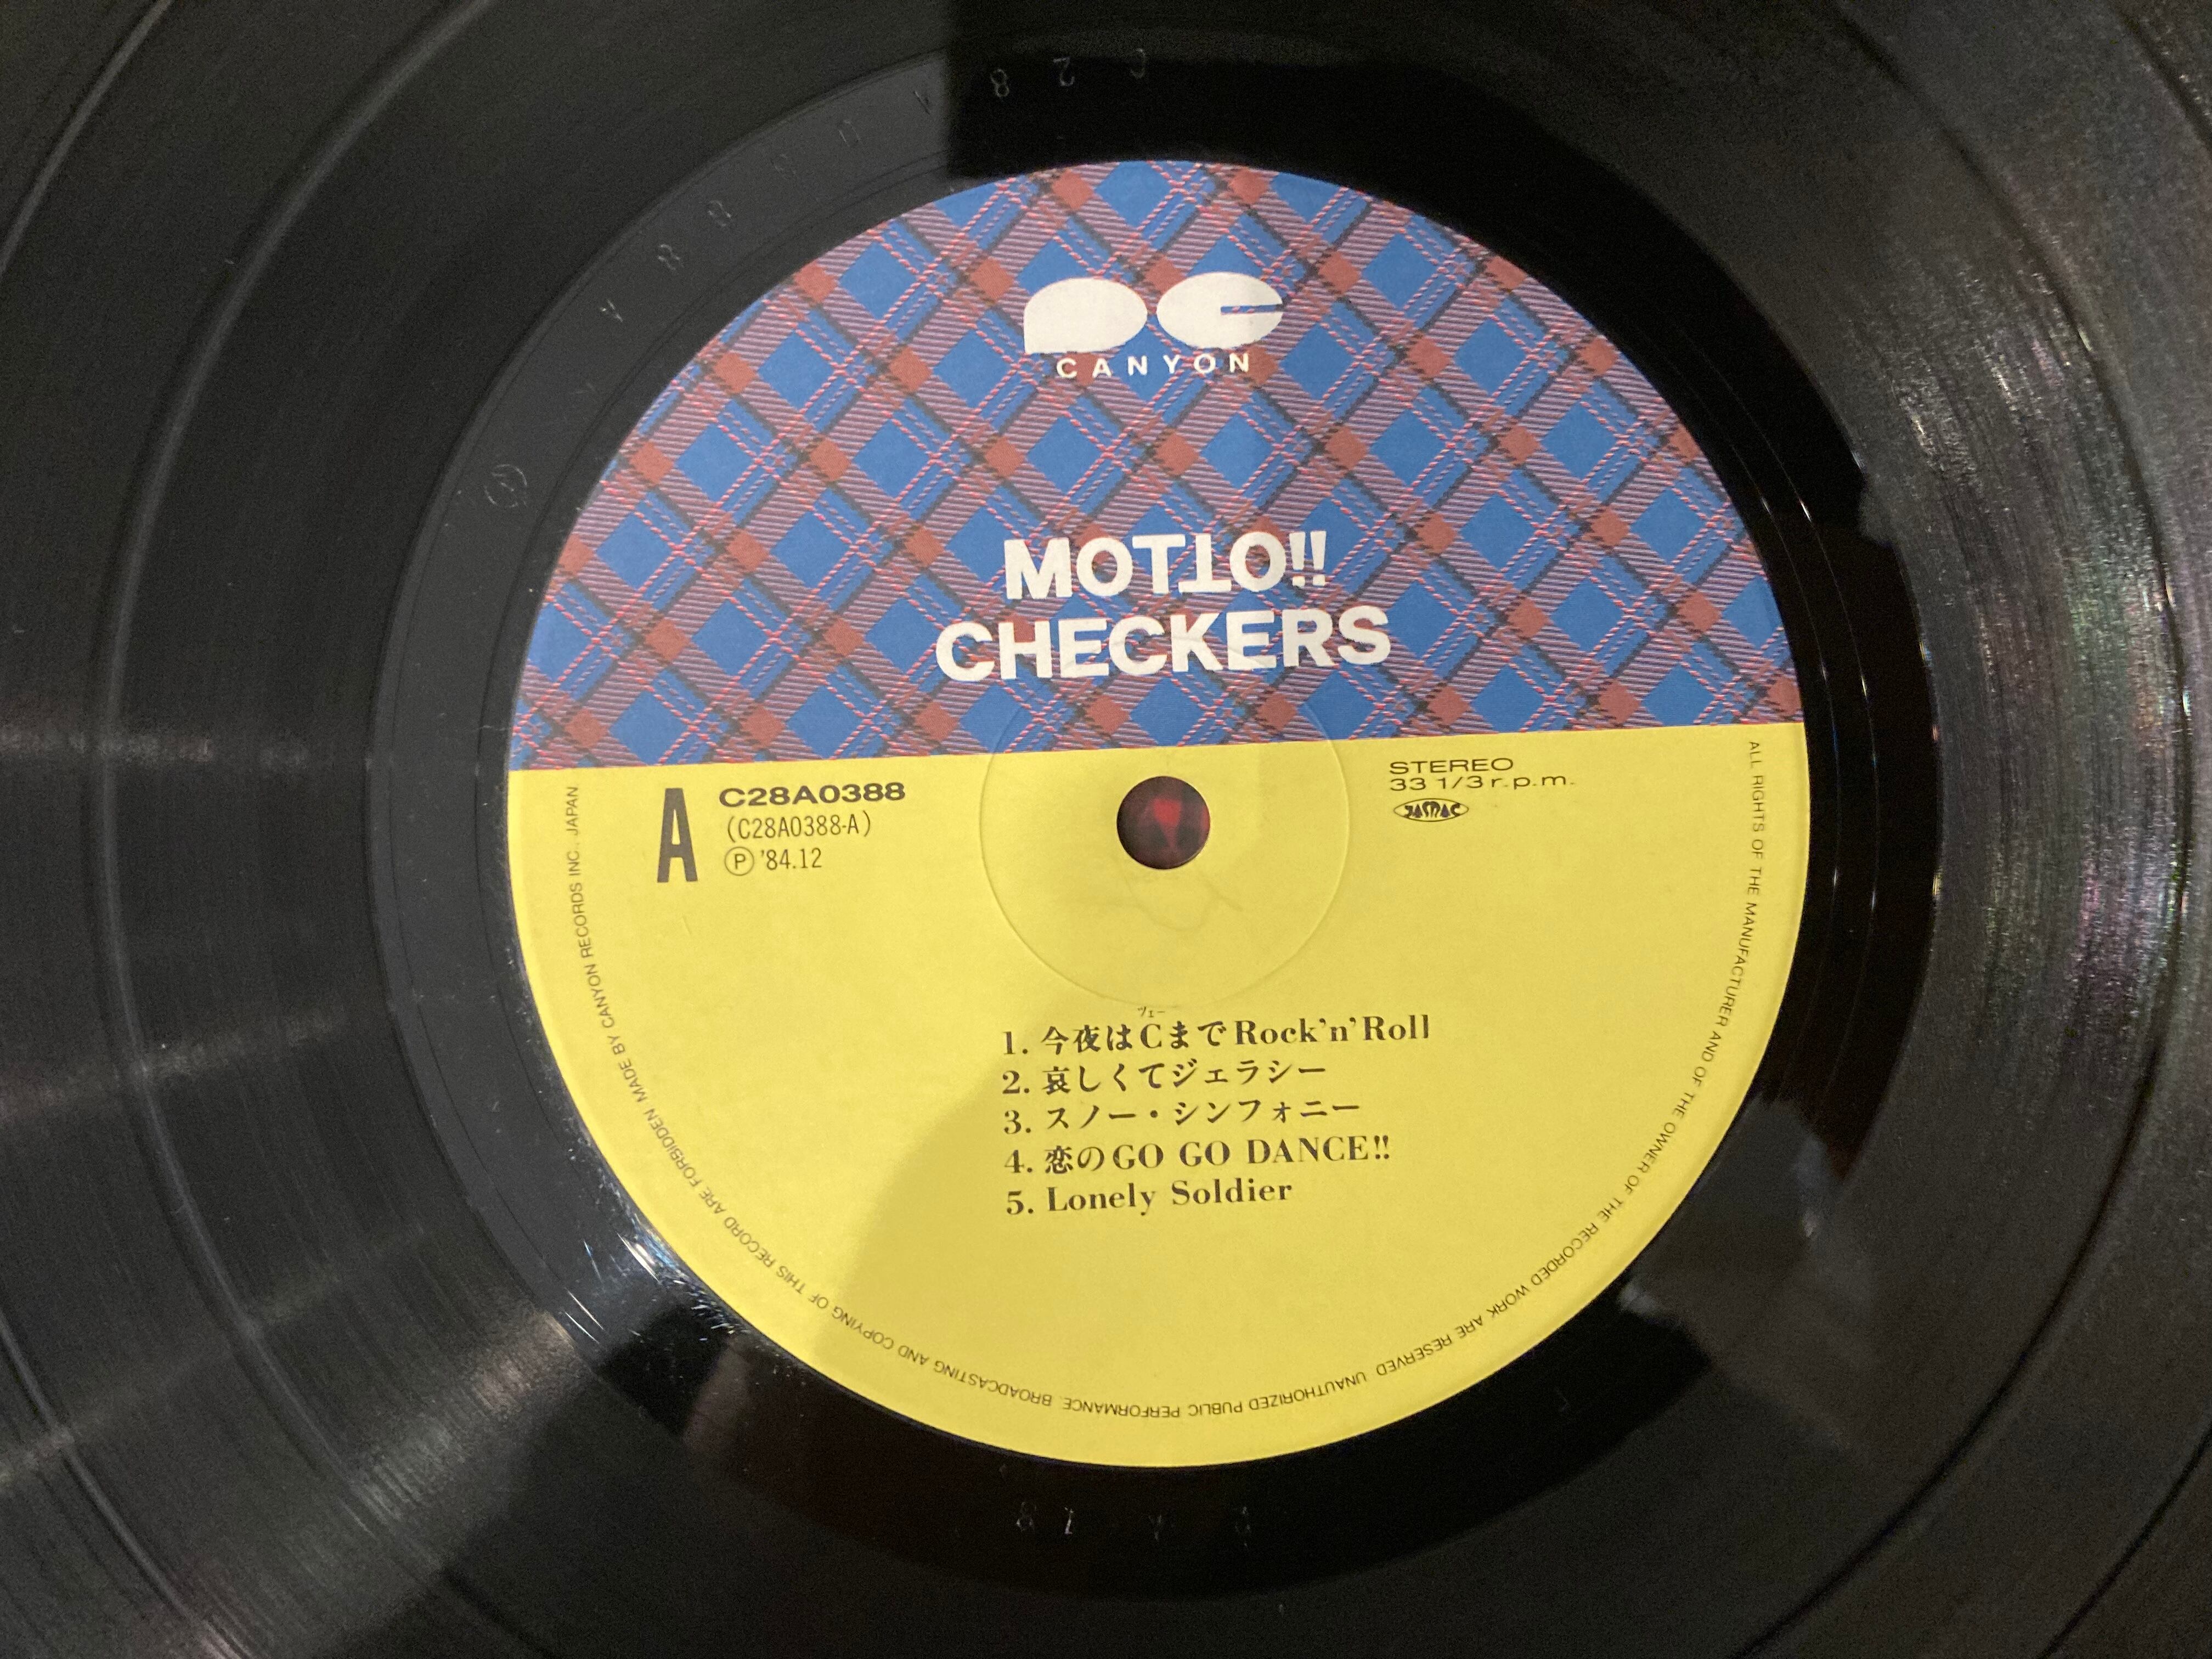 CANYON
MOTTO!!
CHECKERS
A
C28A0388
(C28A0388-A)
Ⓟ '84.12
STEREO
33 1/3 r.p.m.
JASRAC
ツェー
1. 今夜はCまでRock'n'Roll
2. 哀しくてジェラシー
3. スノー・シンフォニー
4. 恋のGO GO DANCE!!
5. Lonely Soldier
ALL RIGHTS OF THE MANUFACTURER AND OF THE OWNER OF THE RECORDED WORK ARE RESERVED UNAUTHORIZED PUBLIC PERFORMANCE. BROADCASTING AND COPYING OF THIS RECORD ARE FORBIDDEN MADE BY CANYON RECORDS INC., JAPAN